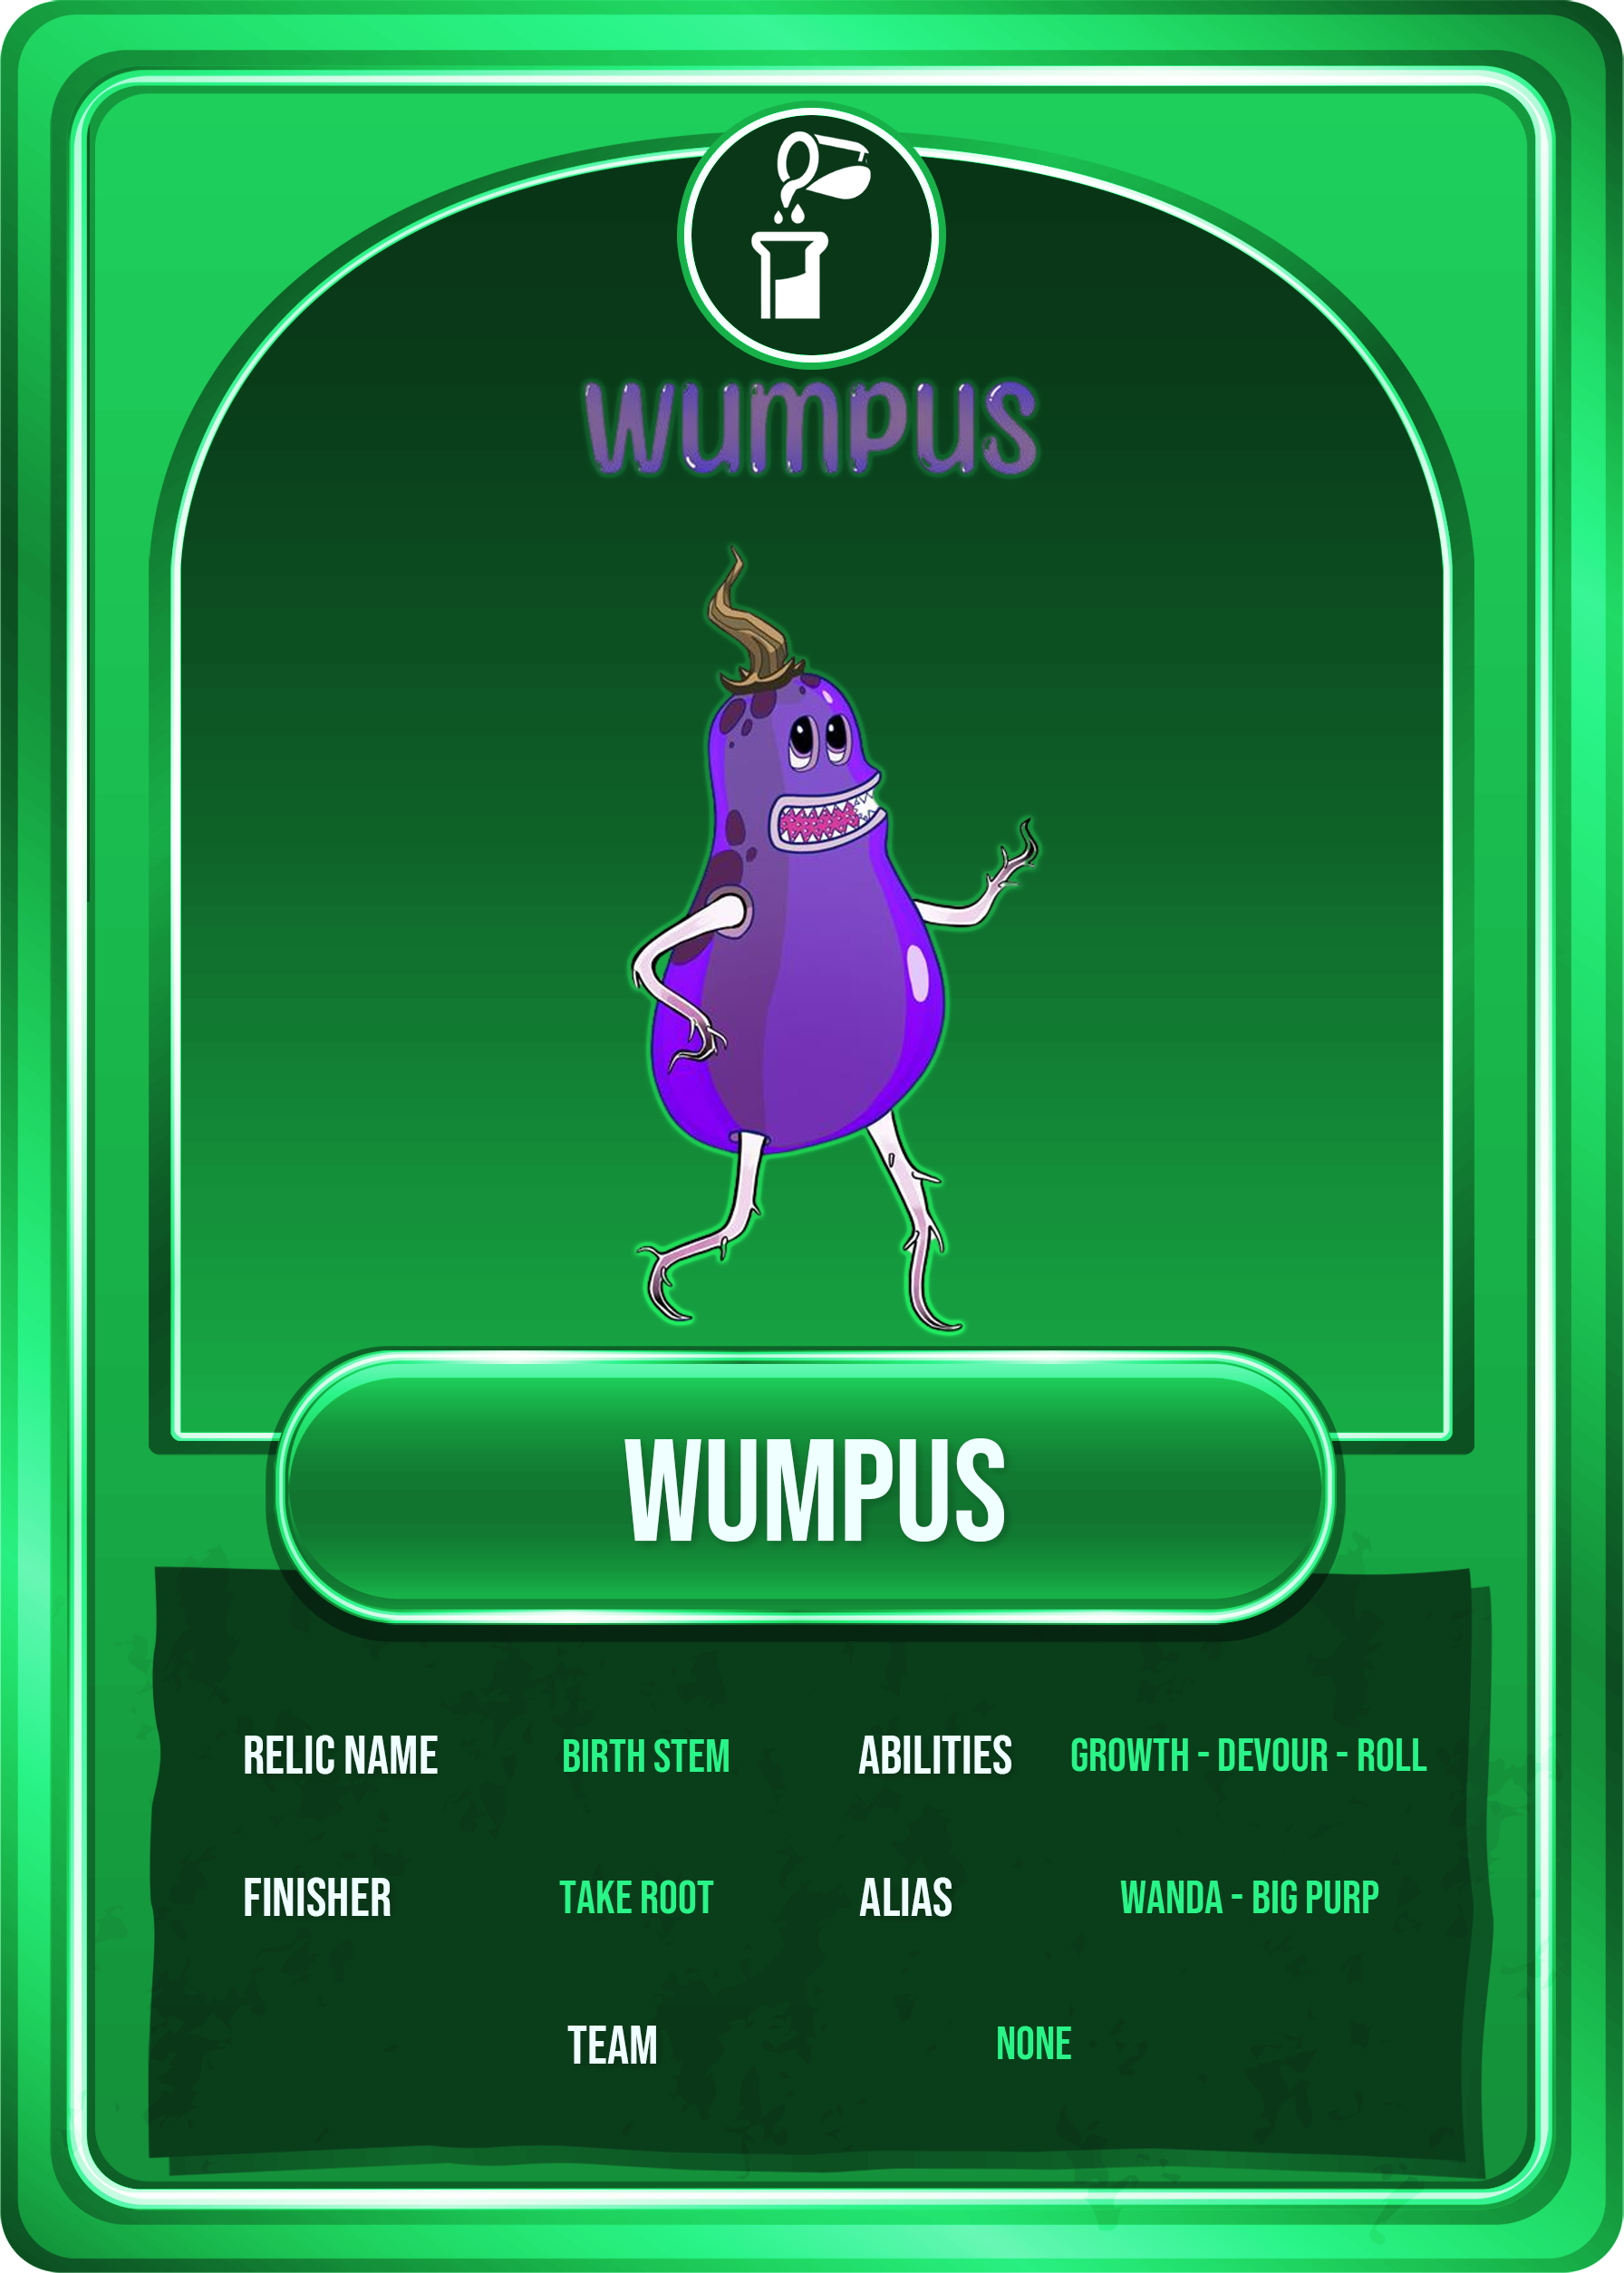 wumpus
WUMPUS
RELIC NAME BIRTH STEM ABILITIES GROWTH - DEVOUR - ROLL
FINISHER TAKE ROOT ALIAS WANDA - BIG PURP
TEAM NONE